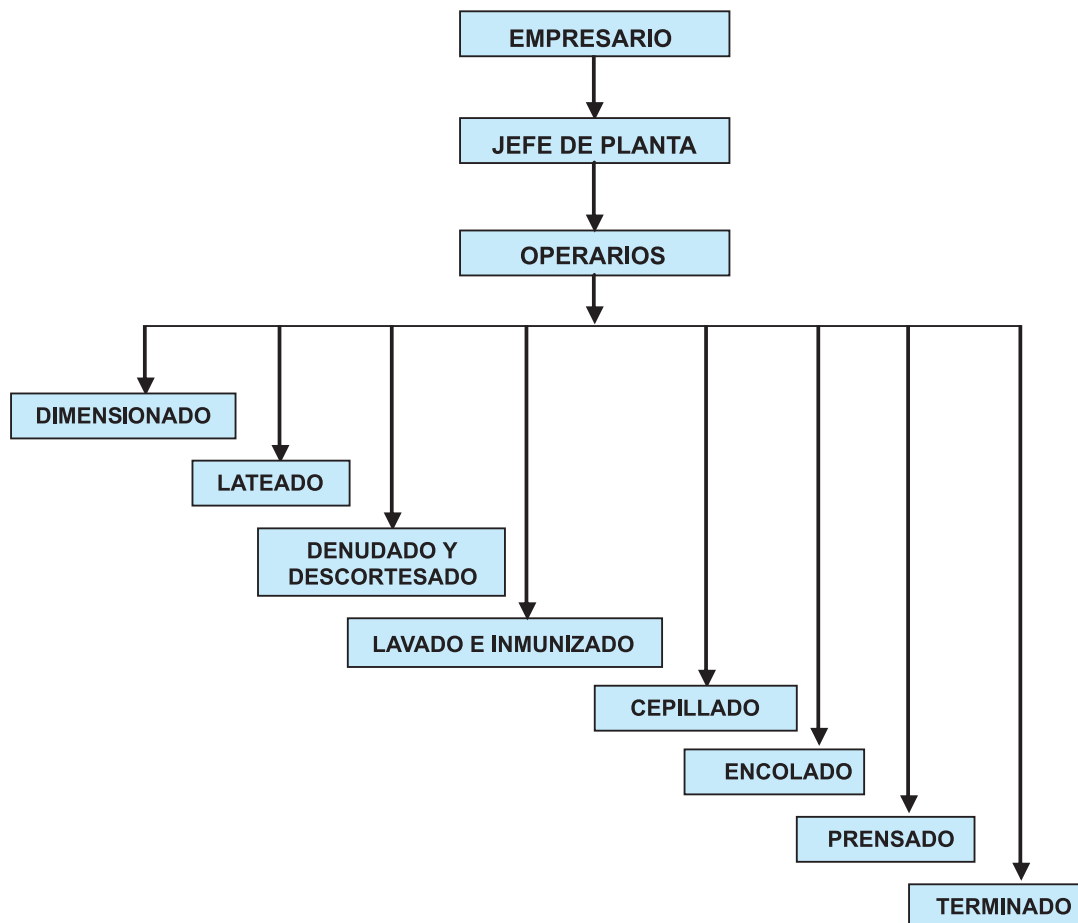 EMPRESARIO
JEFE DE PLANTA
OPERARIOS
DIMENSIONADO
LATEADO
DENUDADO Y
DESCORTESADO
LAVADO E INMUNIZADO
CEPILLADO
ENCOLADO
PRENSADO
TERMINADO